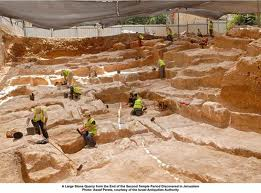 A Large Stone Quarry from the End of the Second Temple Period Discovered in Jerusalem
Photo: Assaf Peretz, courtesy of the Israel Antiquities Authority